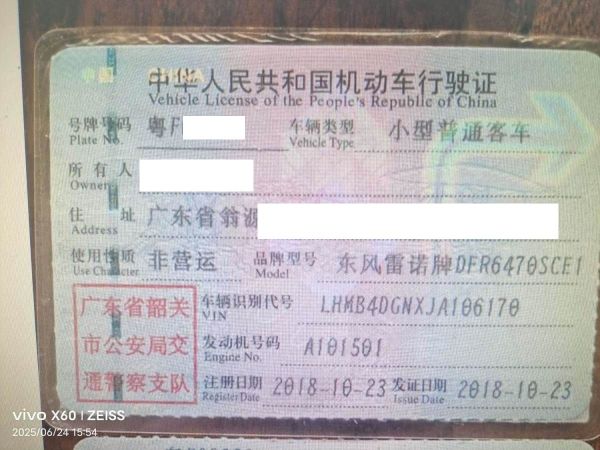 中国 CHINA
中华人民共和国机动车行驶证
Vehicle License of the People's Republic of China
号牌号码 粤F 车辆类型 小型普通客车
Plate No. Vehicle Type
所有人
Owner
住址 广东省翁源
Address
使用性质 非营运 品牌型号 东风雷诺牌DFR6470SCE1
Use Character Model
广东省韶关 车辆识别代号 LHMB4DGNXJA106170
VIN
市公安局交 发动机号码 A101501
Engine No.
通警察支队 注册日期 2018-10-23 发证日期 2018-10-23
Register Date Issue Date
vivo X60 | ZEISS
2025/06/24 15:54